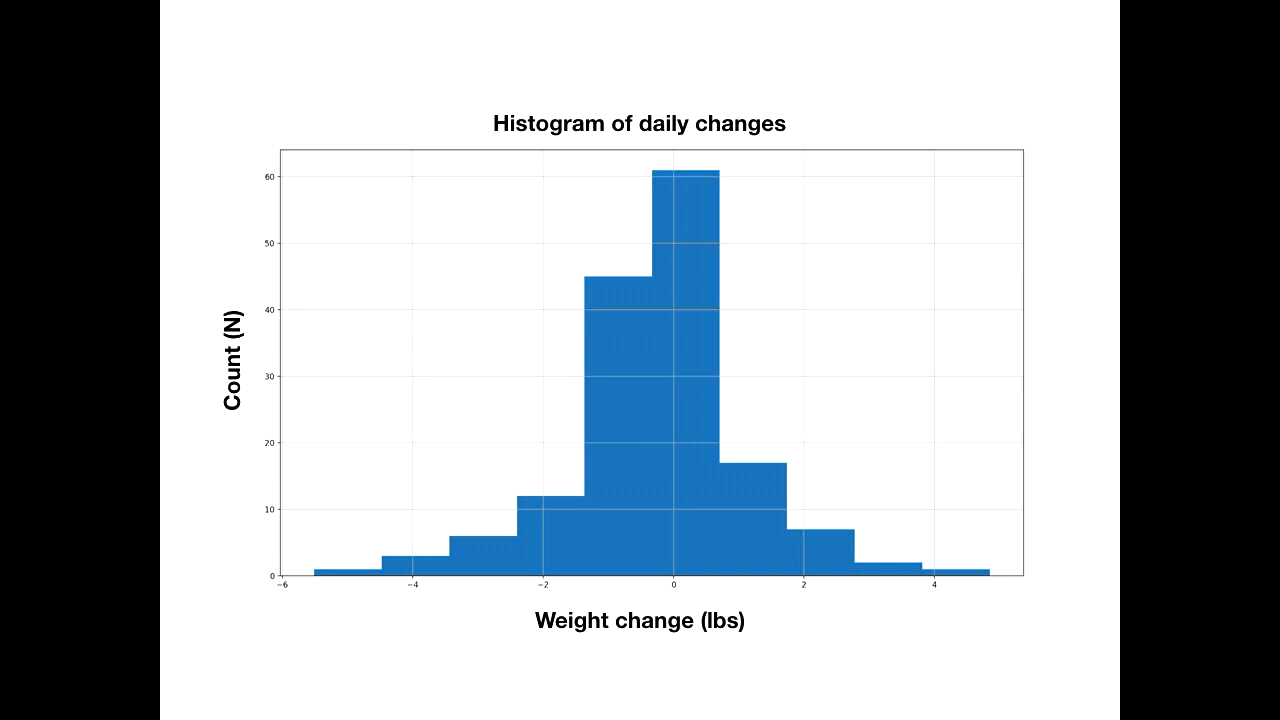 Histogram of daily changes
60
50
40
30
20
10
0
−6 −4 −2 0 2 4
Count (N)
Weight change (lbs)